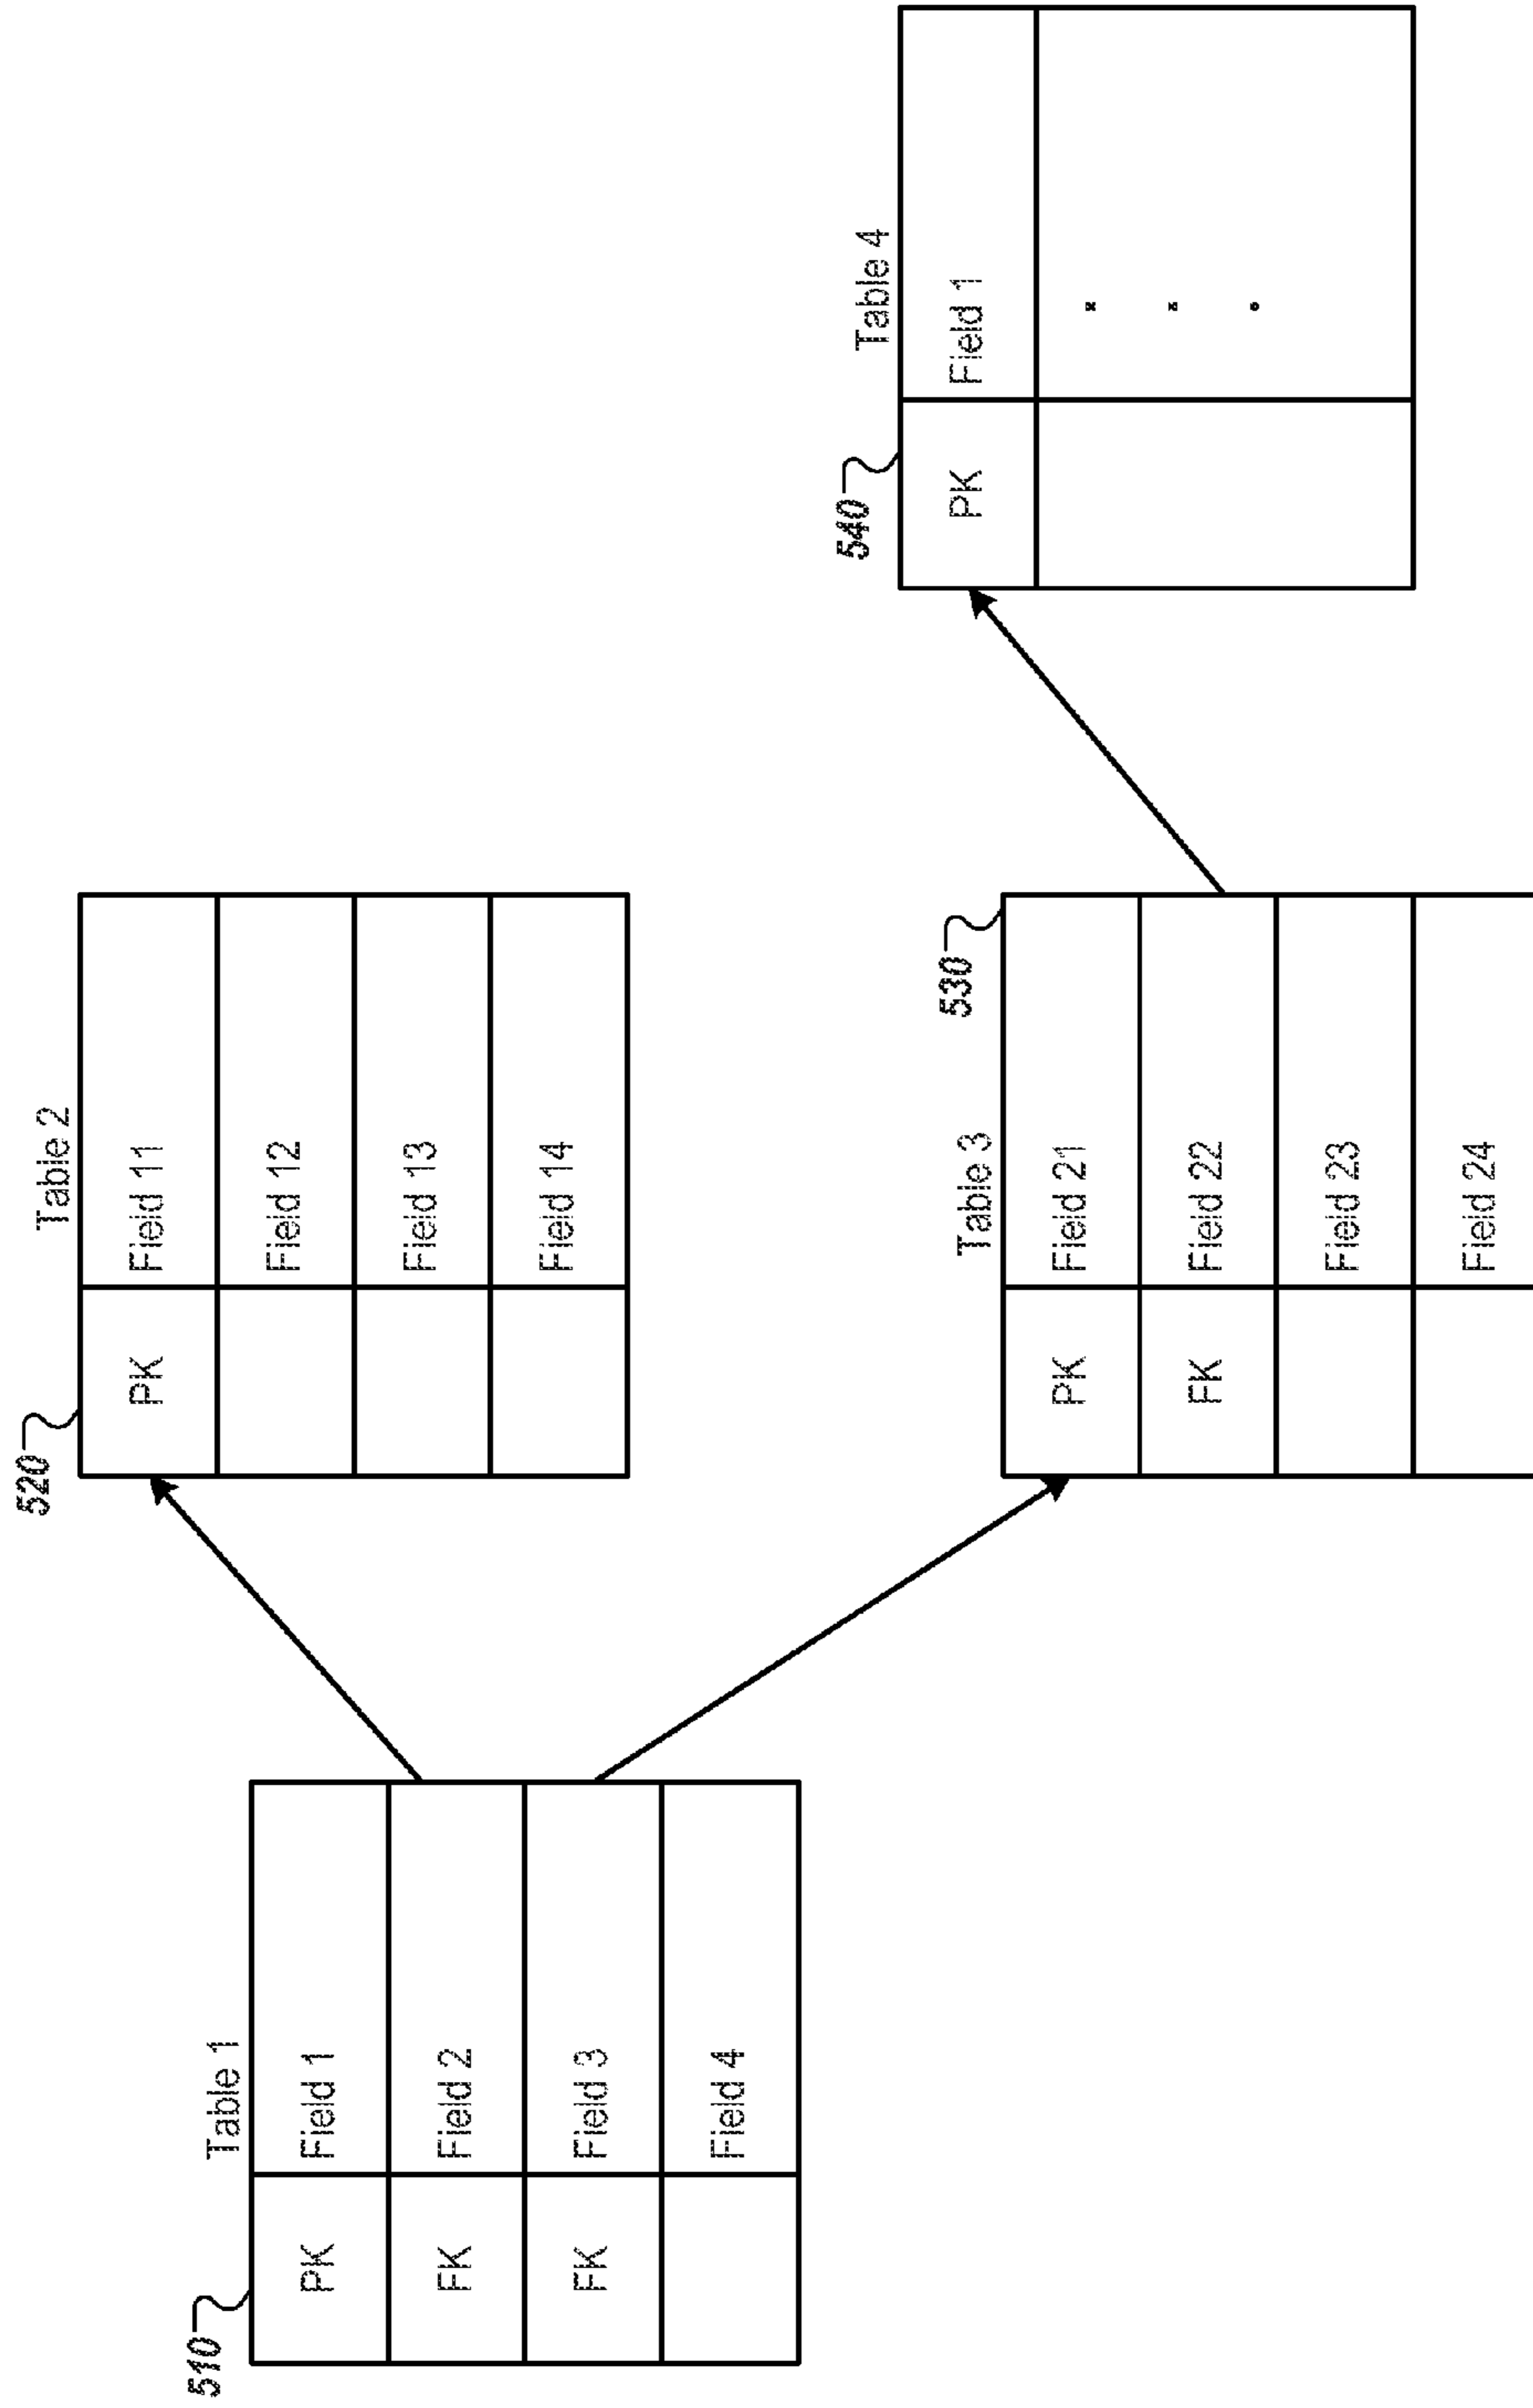 510
Table 1
PK Field 1
FK Field 2
FK Field 3
Field 4
520
Table 2
PK Field 11
Field 12
Field 13
Field 14
530
Table 3
PK Field 21
FK Field 22
Field 23
Field 24
540
Table 4
PK Field 1